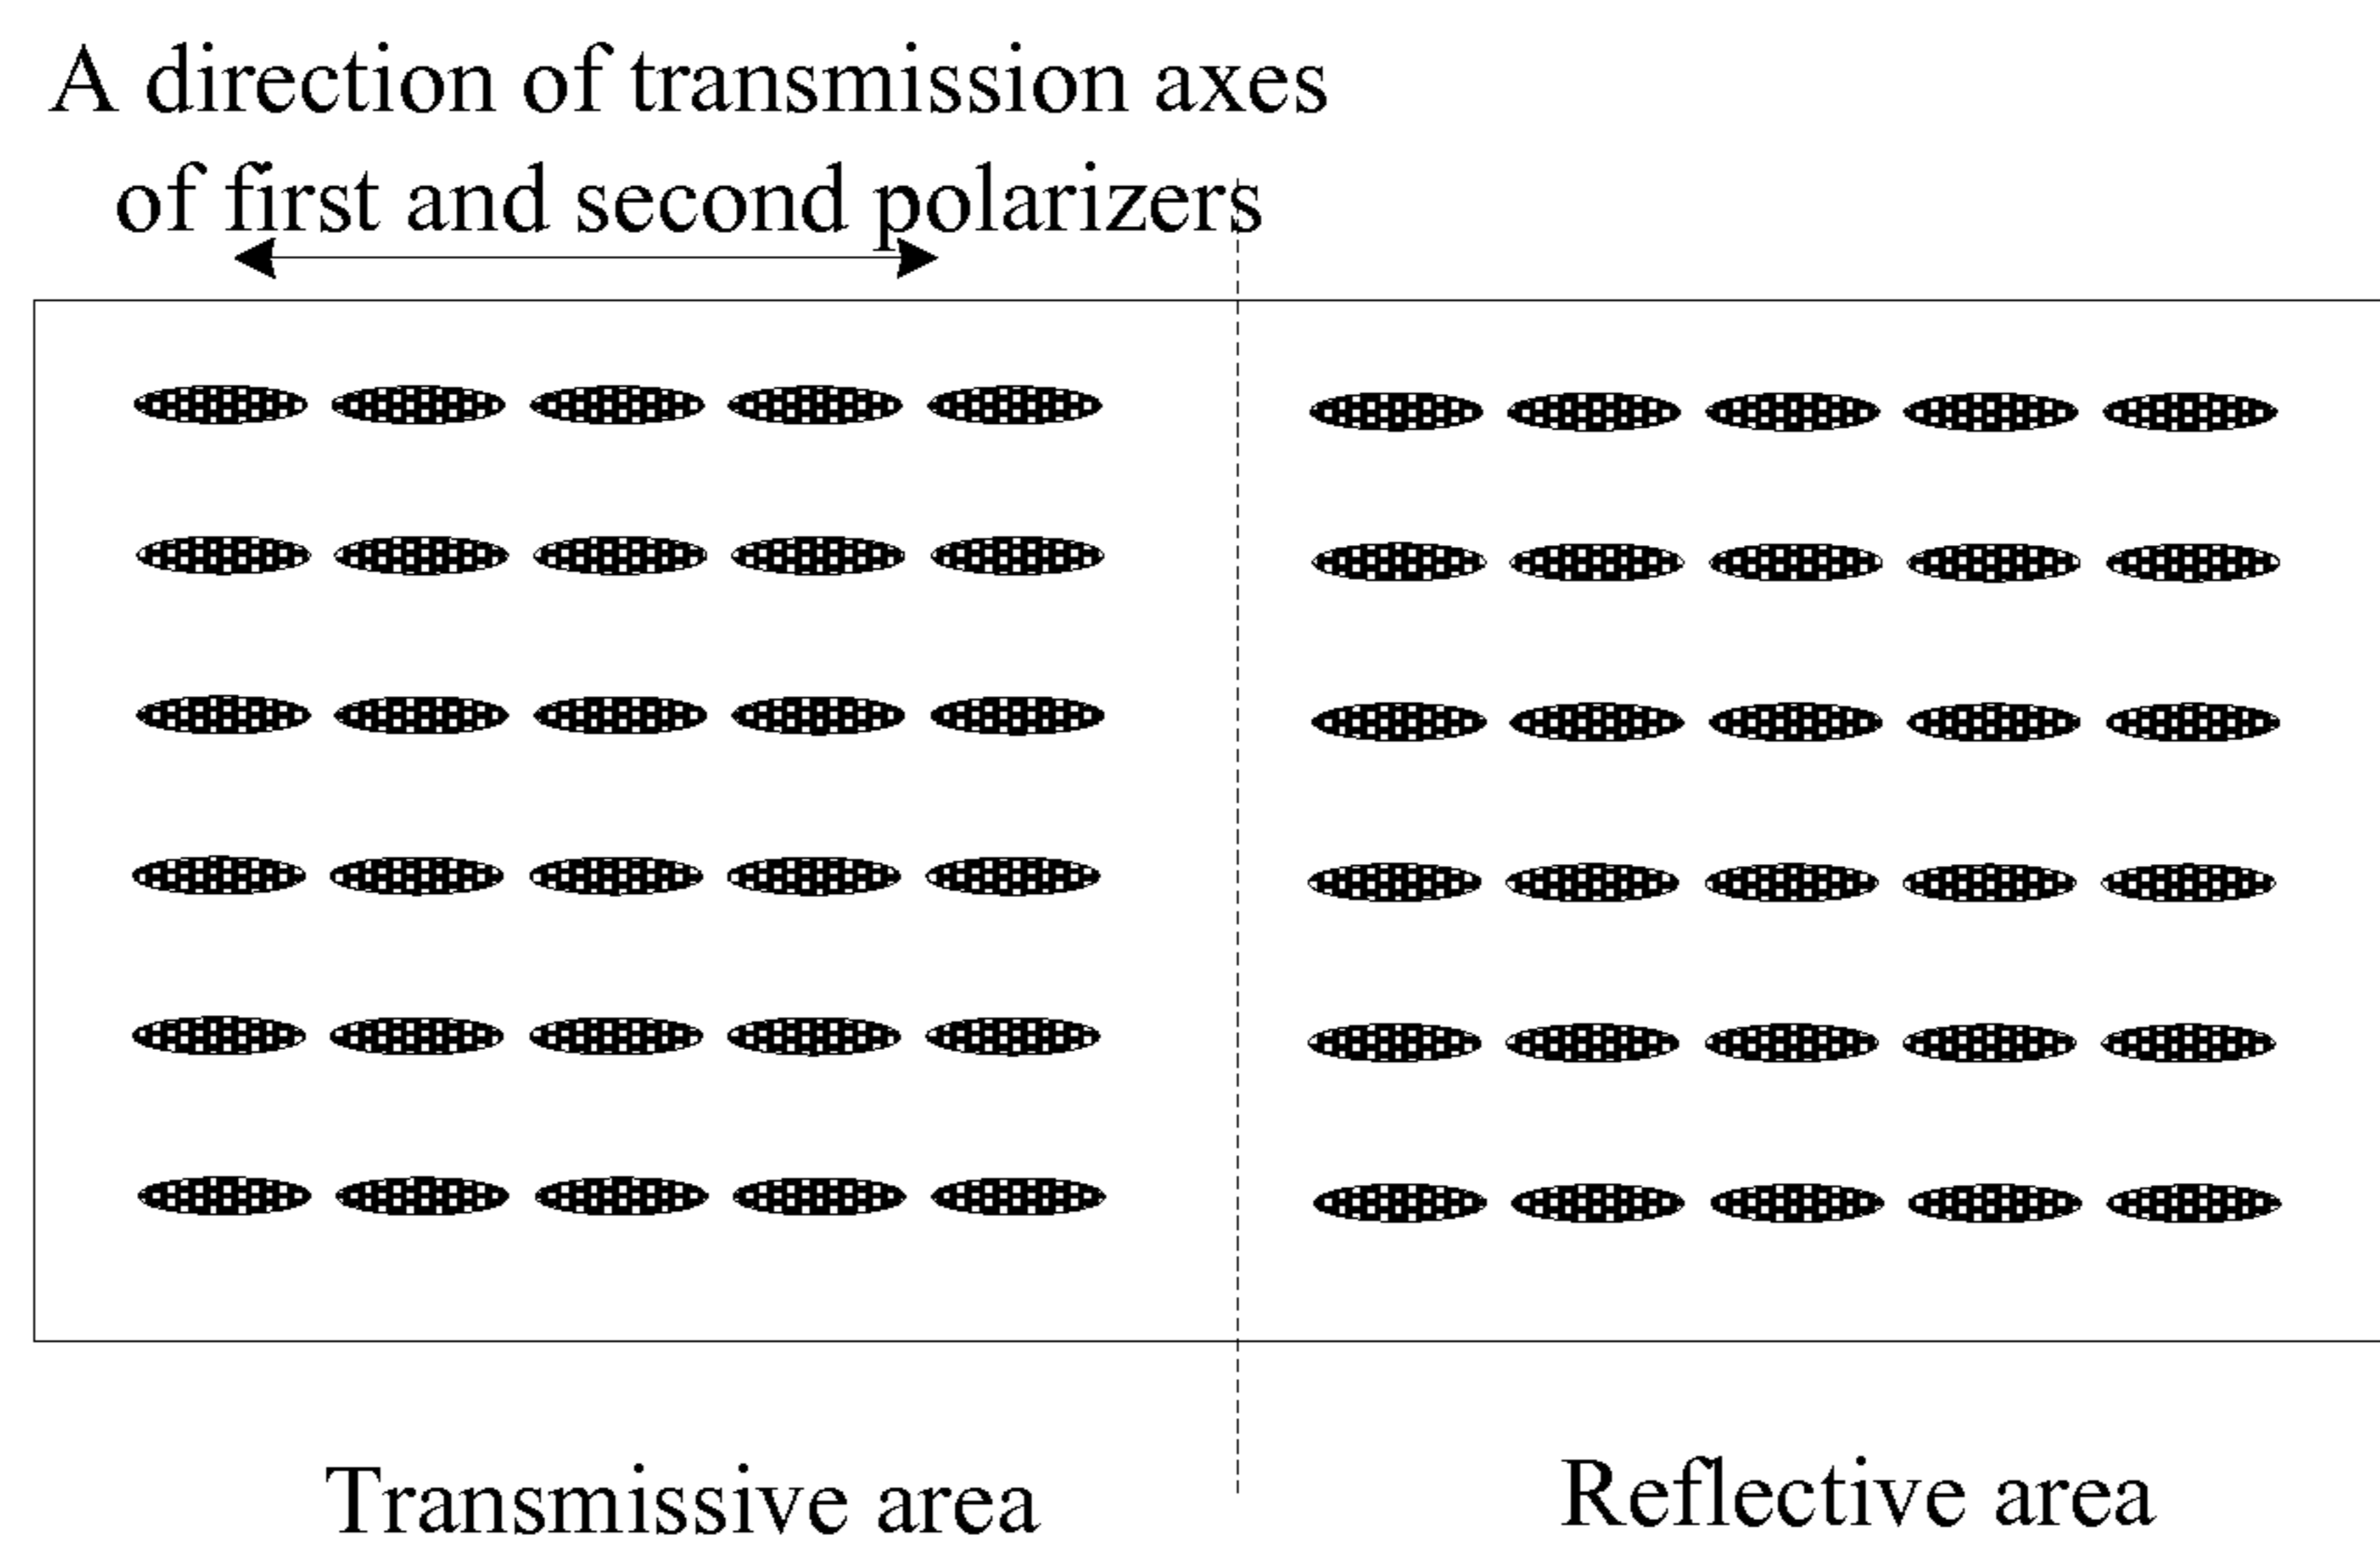 A direction of transmission axes
of first and second polarizers
Transmissive area
Reflective area